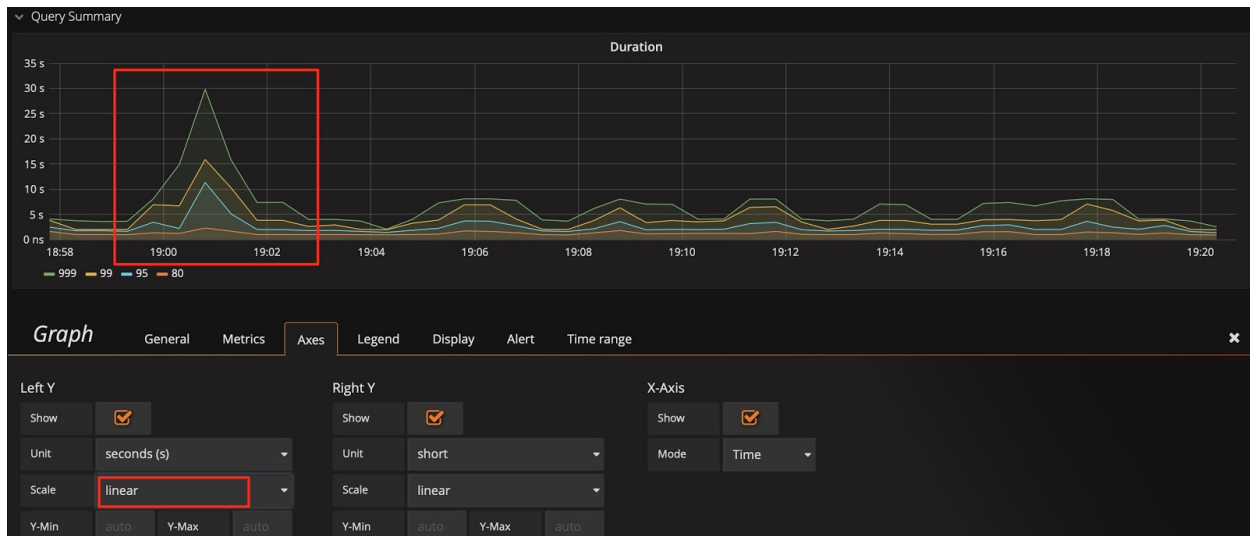 Query Summary
Duration
35 s
30 s
25 s
20 s
15 s
10 s
5 s
0 ns
18:58 19:00 19:02 19:04 19:06 19:08 19:10 19:12 19:14 19:16 19:18 19:20
999 99 95 80
Graph General Metrics Axes Legend Display Alert Time range
Left Y Right Y X-Axis
Show Show Show
Unit seconds (s) Unit short Mode Time
Scale linear Scale linear
Y-Min auto Y-Max auto Y-Min auto Y-Max auto